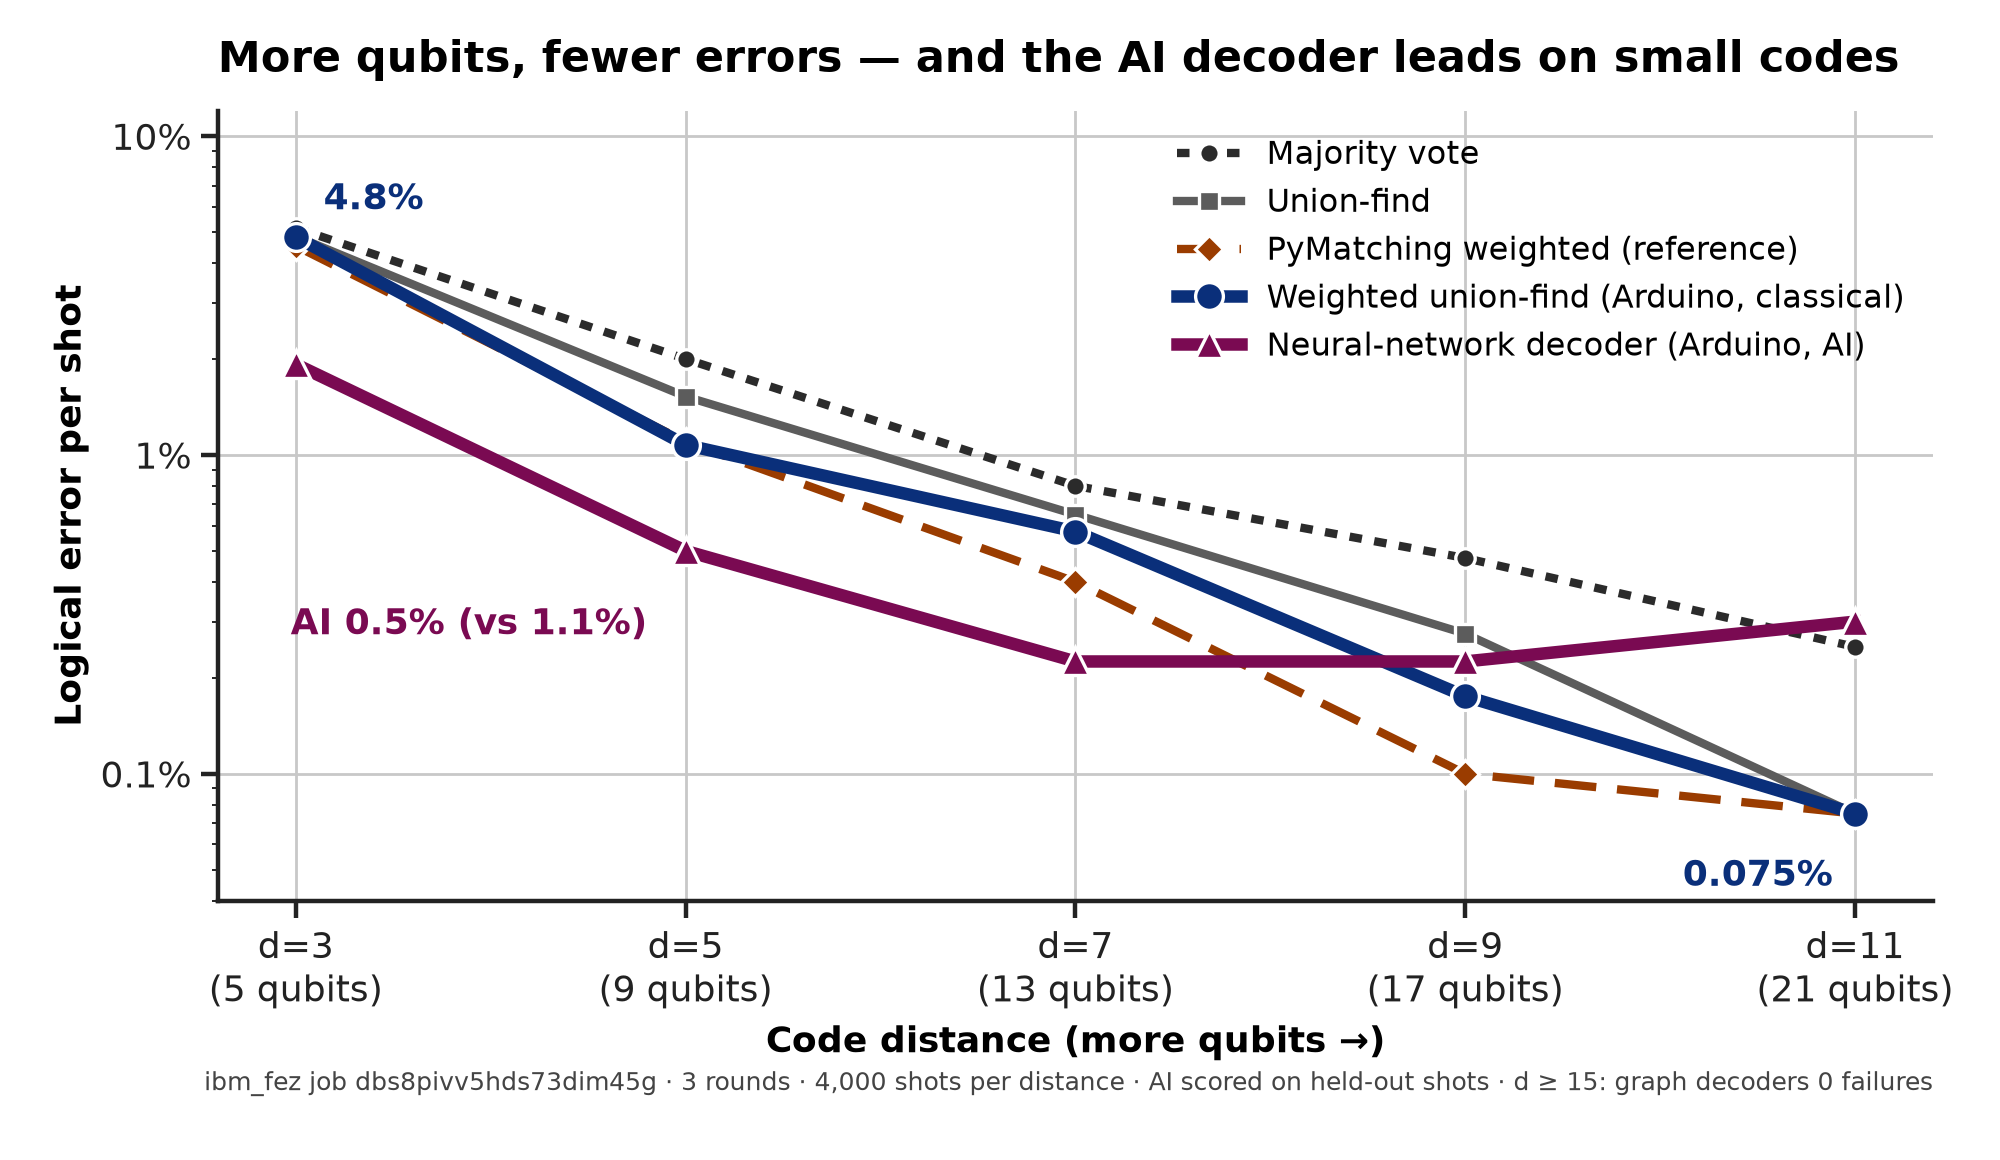 More qubits, fewer errors — and the AI decoder leads on small codes
10%
1%
0.1%
Logical error per shot
4.8%
AI 0.5% (vs 1.1%)
0.075%
Majority vote
Union-find
PyMatching weighted (reference)
Weighted union-find (Arduino, classical)
Neural-network decoder (Arduino, AI)
d=3
(5 qubits)
d=5
(9 qubits)
d=7
(13 qubits)
d=9
(17 qubits)
d=11
(21 qubits)
Code distance (more qubits →)
ibm_fez job dbs8pivv5hds73dim45g · 3 rounds · 4,000 shots per distance · AI scored on held-out shots · d ≥ 15: graph decoders 0 failures